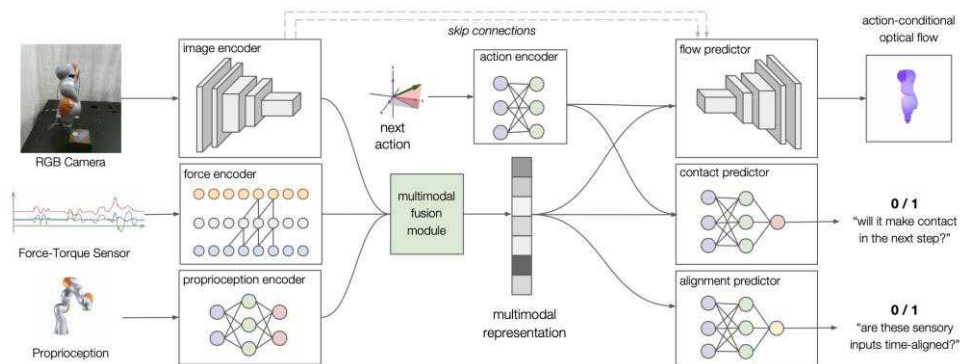 skip connections
image encoder
action encoder
flow predictor
action-conditional
optical flow
RGB Camera
next
action
force encoder
multimodal
fusion
module
contact predictor
0 / 1
"will it make contact
in the next step?"
Force-Torque Sensor
proprioception encoder
alignment predictor
multimodal
representation
0 / 1
"are these sensory
inputs time-aligned?"
Proprioception